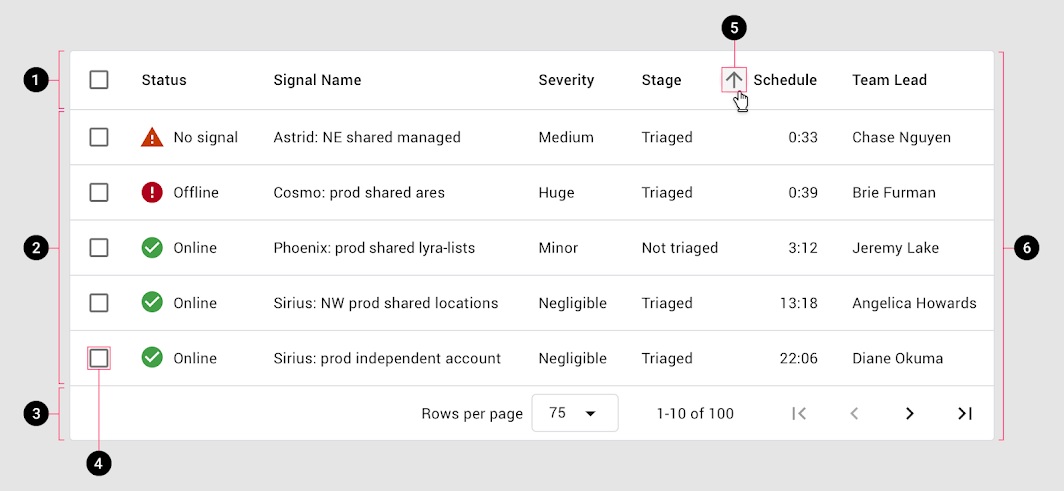 5
1 Status Signal Name Severity Stage Schedule Team Lead
No signal Astrid: NE shared managed Medium Triaged 0:33 Chase Nguyen
Offline Cosmo: prod shared ares Huge Triaged 0:39 Brie Furman
2 Online Phoenix: prod shared lyra-lists Minor Not triaged 3:12 Jeremy Lake 6
Online Sirius: NW prod shared locations Negligible Triaged 13:18 Angelica Howards
Online Sirius: prod independent account Negligible Triaged 22:06 Diane Okuma
3 Rows per page 75 1-10 of 100
4